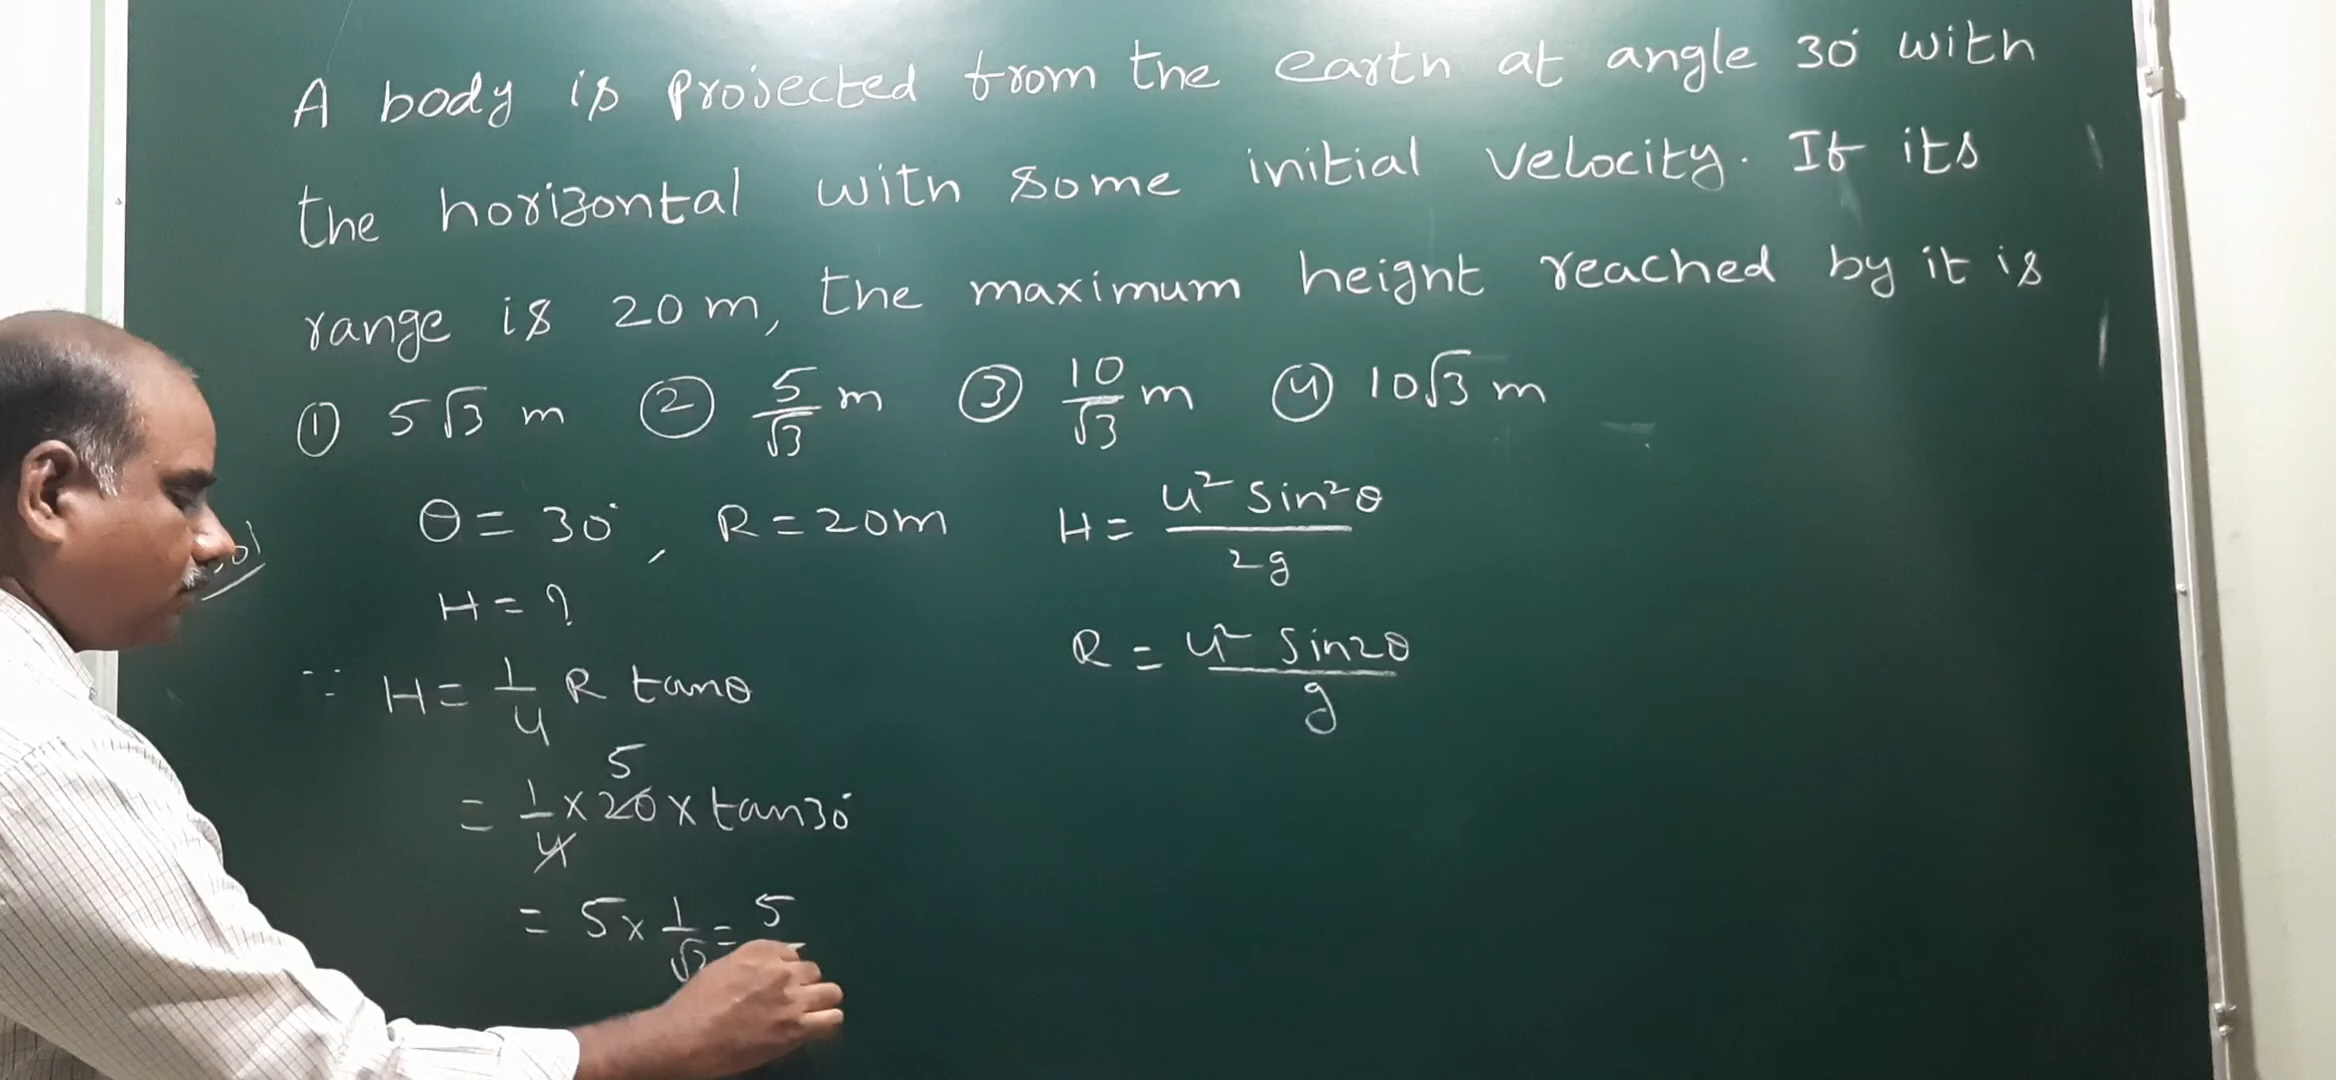 A body is projected from the earth at angle 30° with
the horizontal with some initial velocity. If its
range is 20 m, the maximum height reached by it is
① 5√3 m ② 5/√3 m ③ 10/√3 m ④ 10√3 m
θ = 30°, R = 20m
H = ?
∵ H = 1/4 R tanθ
= 1/4 × 20 × tan30° 5
= 5 × 1/√3 = 5
H = u² sin²θ / 2g
R = u² sin2θ / g